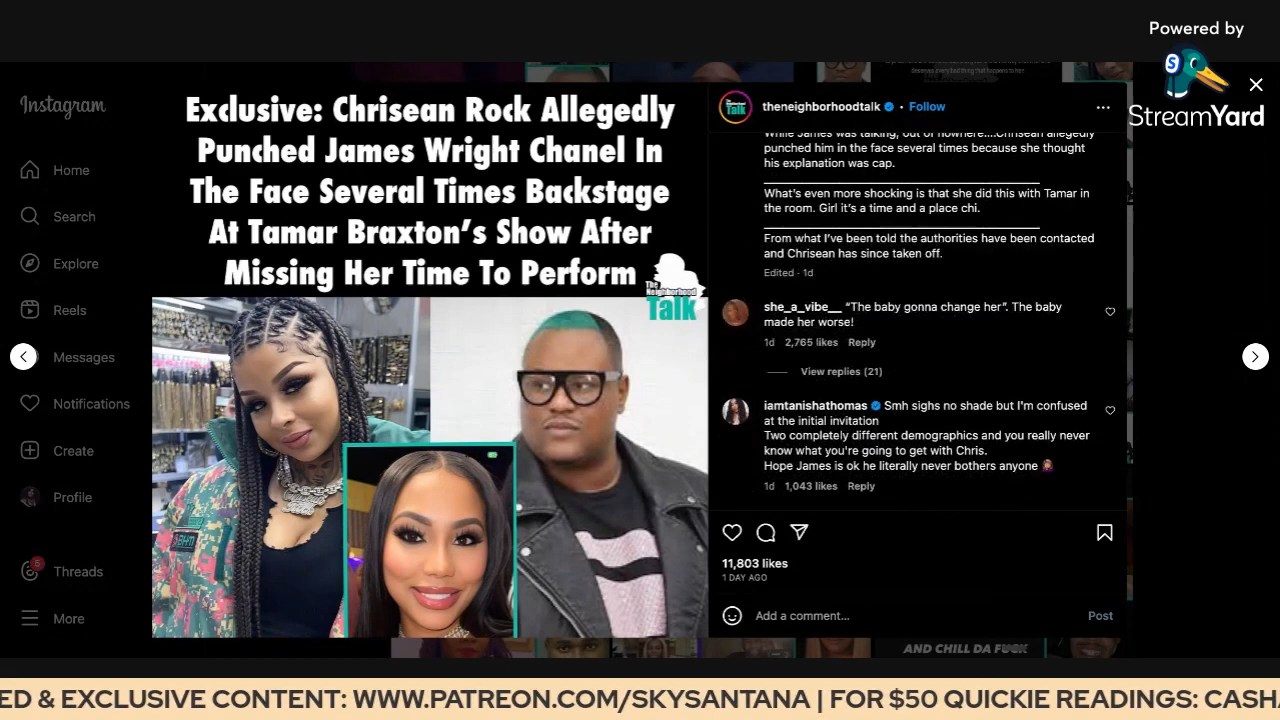 Powered by
StreamYard
Instagram
Home
Search
Explore
Reels
Messages
Notifications
Create
Profile
5
Threads
More
Exclusive: Chrisean Rock Allegedly
Punched James Wright Chanel In
The Face Several Times Backstage
At Tamar Braxton's Show After
Missing Her Time To Perform
The
Neighborhood
Talk
theneighborhoodtalk • Follow
While James was talking, out of nowhere....Chrisean allegedly
punched him in the face several times because she thought
his explanation was cap.
What's even more shocking is that she did this with Tamar in
the room. Girl it's a time and a place chi.
From what I've been told the authorities have been contacted
and Chrisean has since taken off.
Edited · 1d
she_a_vibe__ “The baby gonna change her”. The baby
made her worse!
1d 2,765 likes Reply
View replies (21)
iamtanishathomas Smh sighs no shade but I'm confused
at the initial invitation
Two completely different demographics and you really never
know what you're going to get with Chris.
Hope James is ok he literally never bothers anyone
1d 1,043 likes Reply
11,803 likes
1 DAY AGO
Add a comment...
Post
AND CHILL DA FUCK
ED & EXCLUSIVE CONTENT: WWW.PATREON.COM/SKYSANTANA | FOR $50 QUICKIE READINGS: CASHA